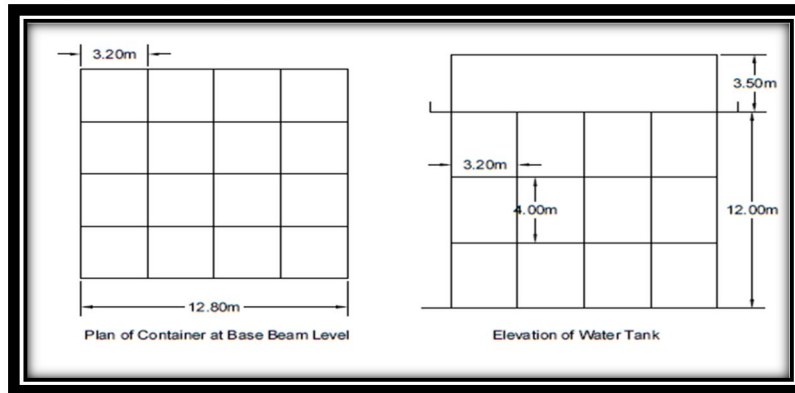 3.20m
12.80m
Plan of Container at Base Beam Level
3.50m
3.20m
4.00m
12.00m
Elevation of Water Tank